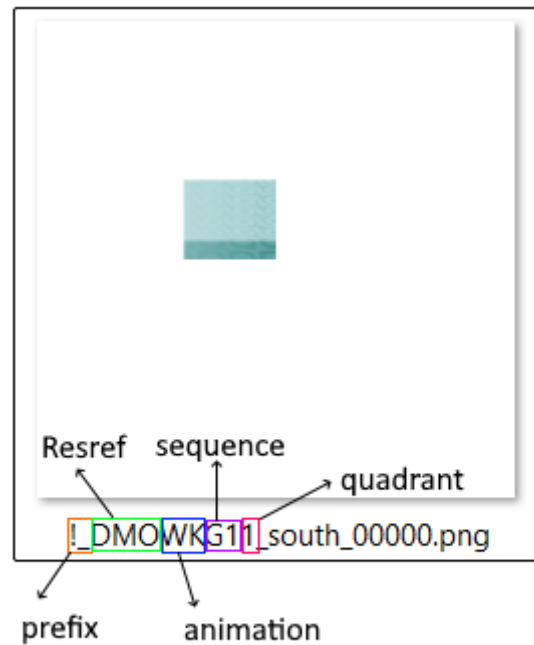 Resref sequence
quadrant
!_DMOWKG11_south_00000.png
prefix animation